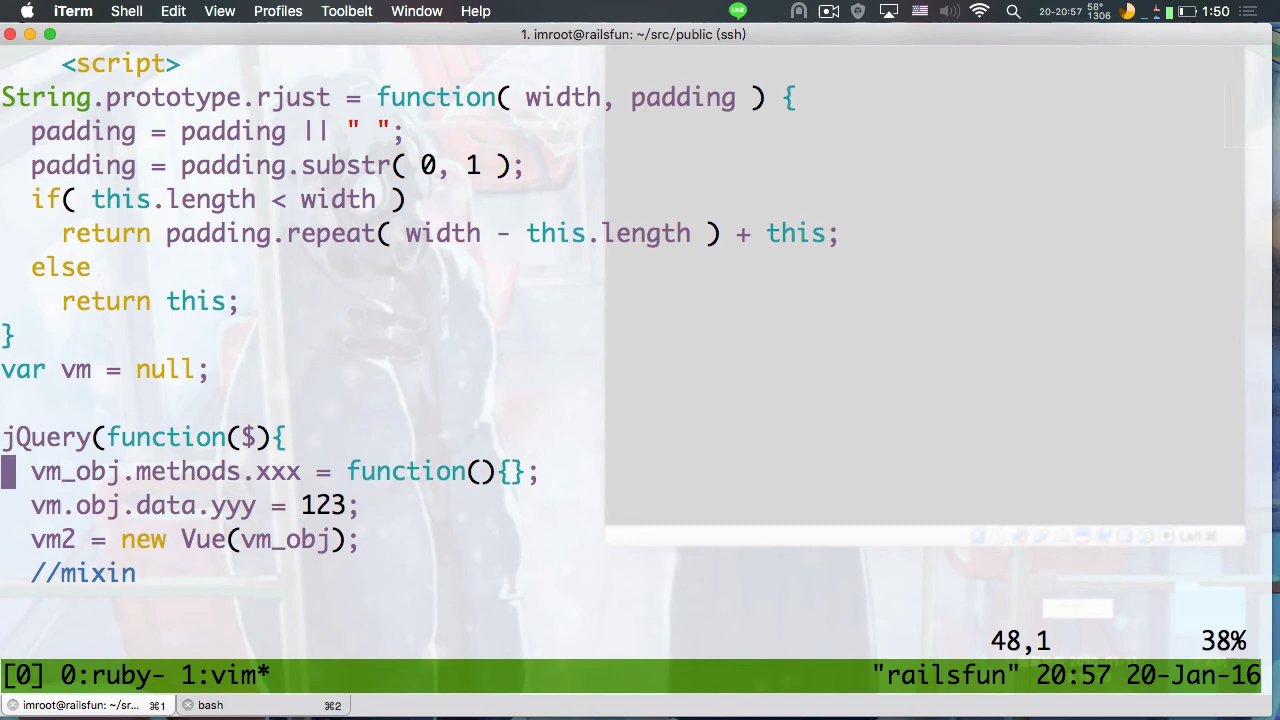 iTerm Shell Edit View Profiles Toolbelt Window Help LINE 20-20:57 58° 1306 1:50
1. imroot@railsfun: ~/src/public (ssh)
<script>
String.prototype.rjust = function( width, padding ) {
  padding = padding || " ";
  padding = padding.substr( 0, 1 );
  if( this.length < width )
    return padding.repeat( width - this.length ) + this;
  else
    return this;
}
var vm = null;
jQuery(function($){
  vm_obj.methods.xxx = function(){};
  vm.obj.data.yyy = 123;
  vm2 = new Vue(vm_obj);
  //mixin
Left ⌘
48,1 38%
[0] 0:ruby- 1:vim* "railsfun" 20:57 20-Jan-16
imroot@railsfun: ~/sr... ⌘1 bash ⌘2